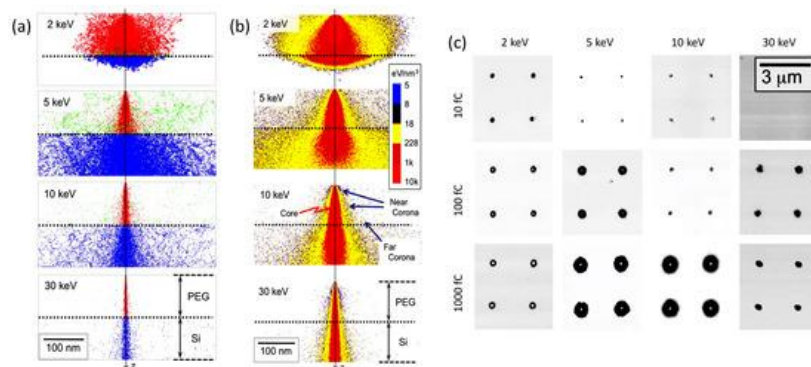 (a)
2 keV
5 keV
10 keV
30 keV
PEG
Si
100 nm
(b)
2 keV
eV/nm³
5
8
18
228
1k
10k
5 keV
10 keV
Core
Near
Corona
Far
Corona
30 keV
PEG
Si
100 nm
(c)
2 keV
5 keV
10 keV
30 keV
3 μm
10 fC
100 fC
1000 fC